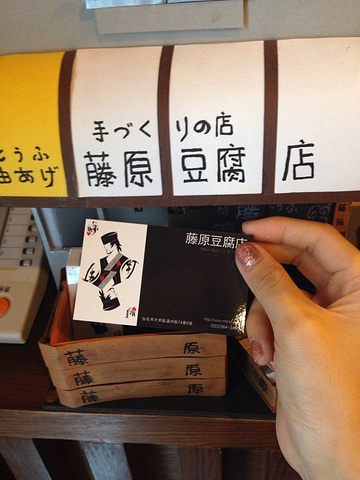 とうふ
油あげ
手づくりの店
藤原豆腐店
藤原豆腐店
藤 原
藤 原
藤 原